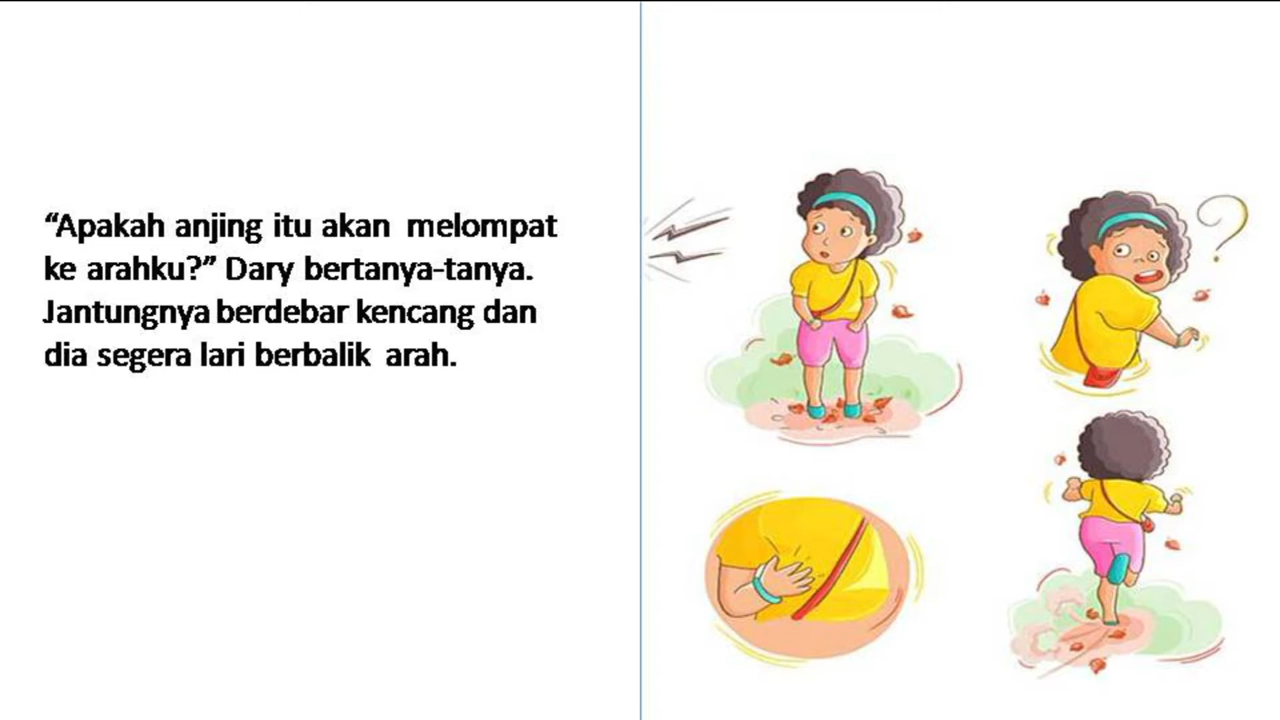 “Apakah anjing itu akan melompat
ke arahku?” Dary bertanya-tanya.
Jantungnya berdebar kencang dan
dia segera lari berbalik arah.
?